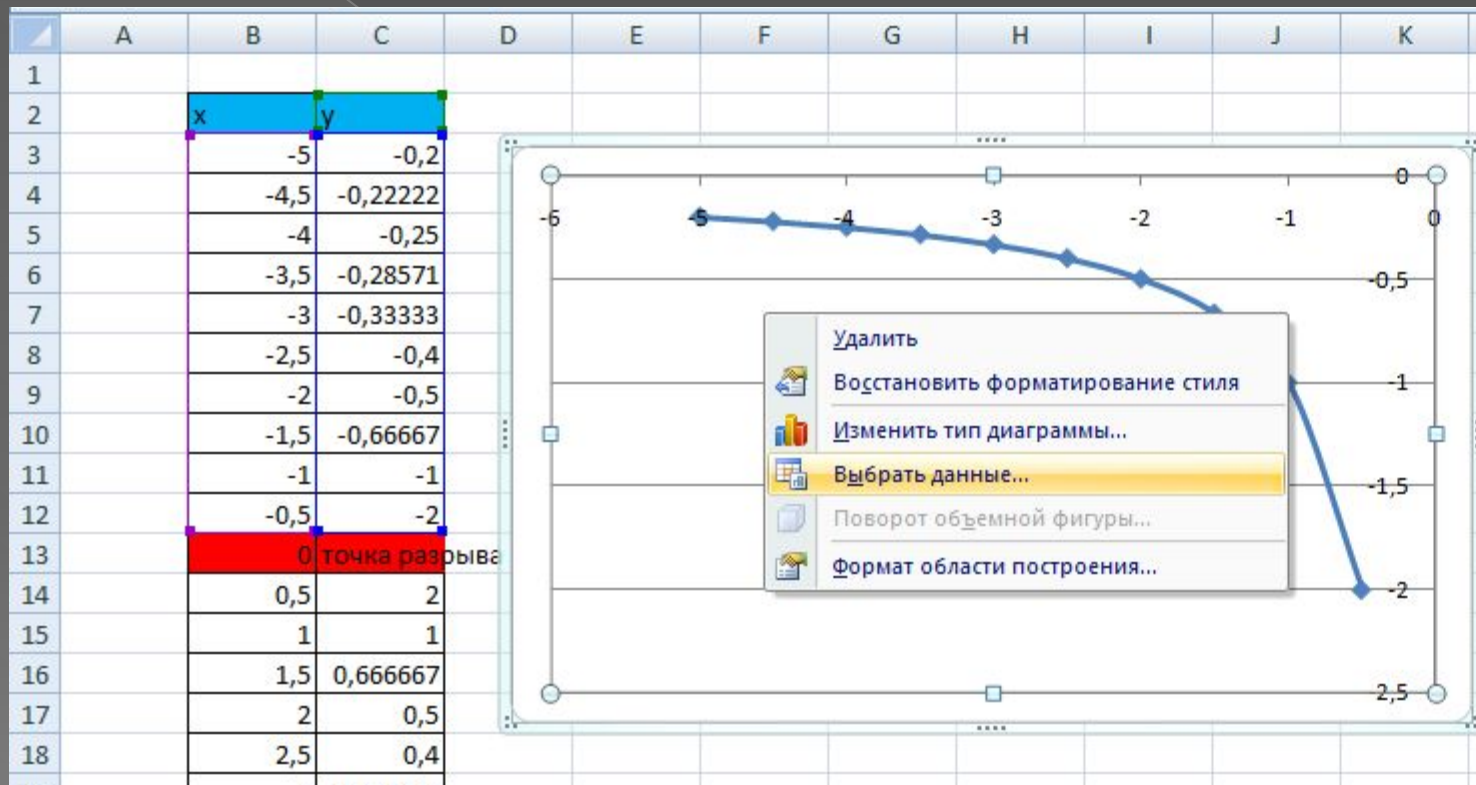 A B C D E F G H I J K
1
2 x y
3 -5 -0,2
4 -4,5 -0,22222
5 -4 -0,25
6 -3,5 -0,28571
7 -3 -0,33333
8 -2,5 -0,4
9 -2 -0,5
10 -1,5 -0,66667
11 -1 -1
12 -0,5 -2
13 0 точка разрыва
14 0,5 2
15 1 1
16 1,5 0,666667
17 2 0,5
18 2,5 0,4
0
-6 -5 -4 -3 -2 -1 0
-0,5
-1
-1,5
-2
-2,5
Удалить
Восстановить форматирование стиля
Изменить тип диаграммы...
Выбрать данные...
Поворот объемной фигуры...
Формат области построения...